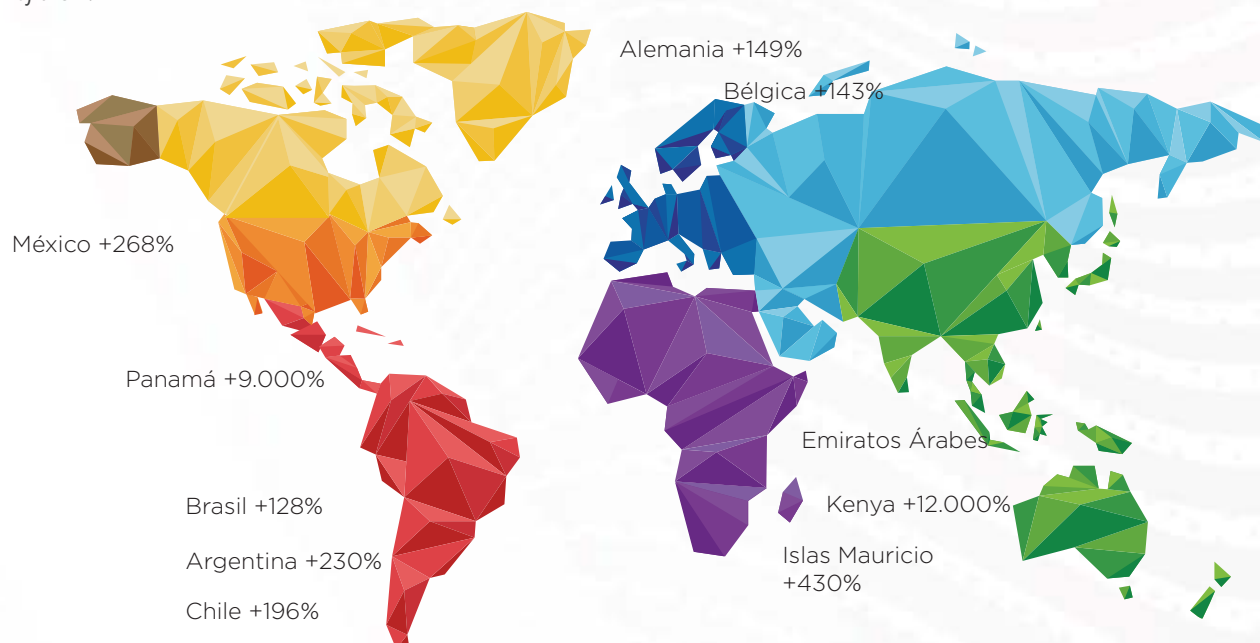 Alemania +149%
Bélgica +143%
México +268%
Panamá +9.000%
Emiratos Árabes
Brasil +128%
Kenya +12.000%
Argentina +230%
Islas Mauricio
+430%
Chile +196%